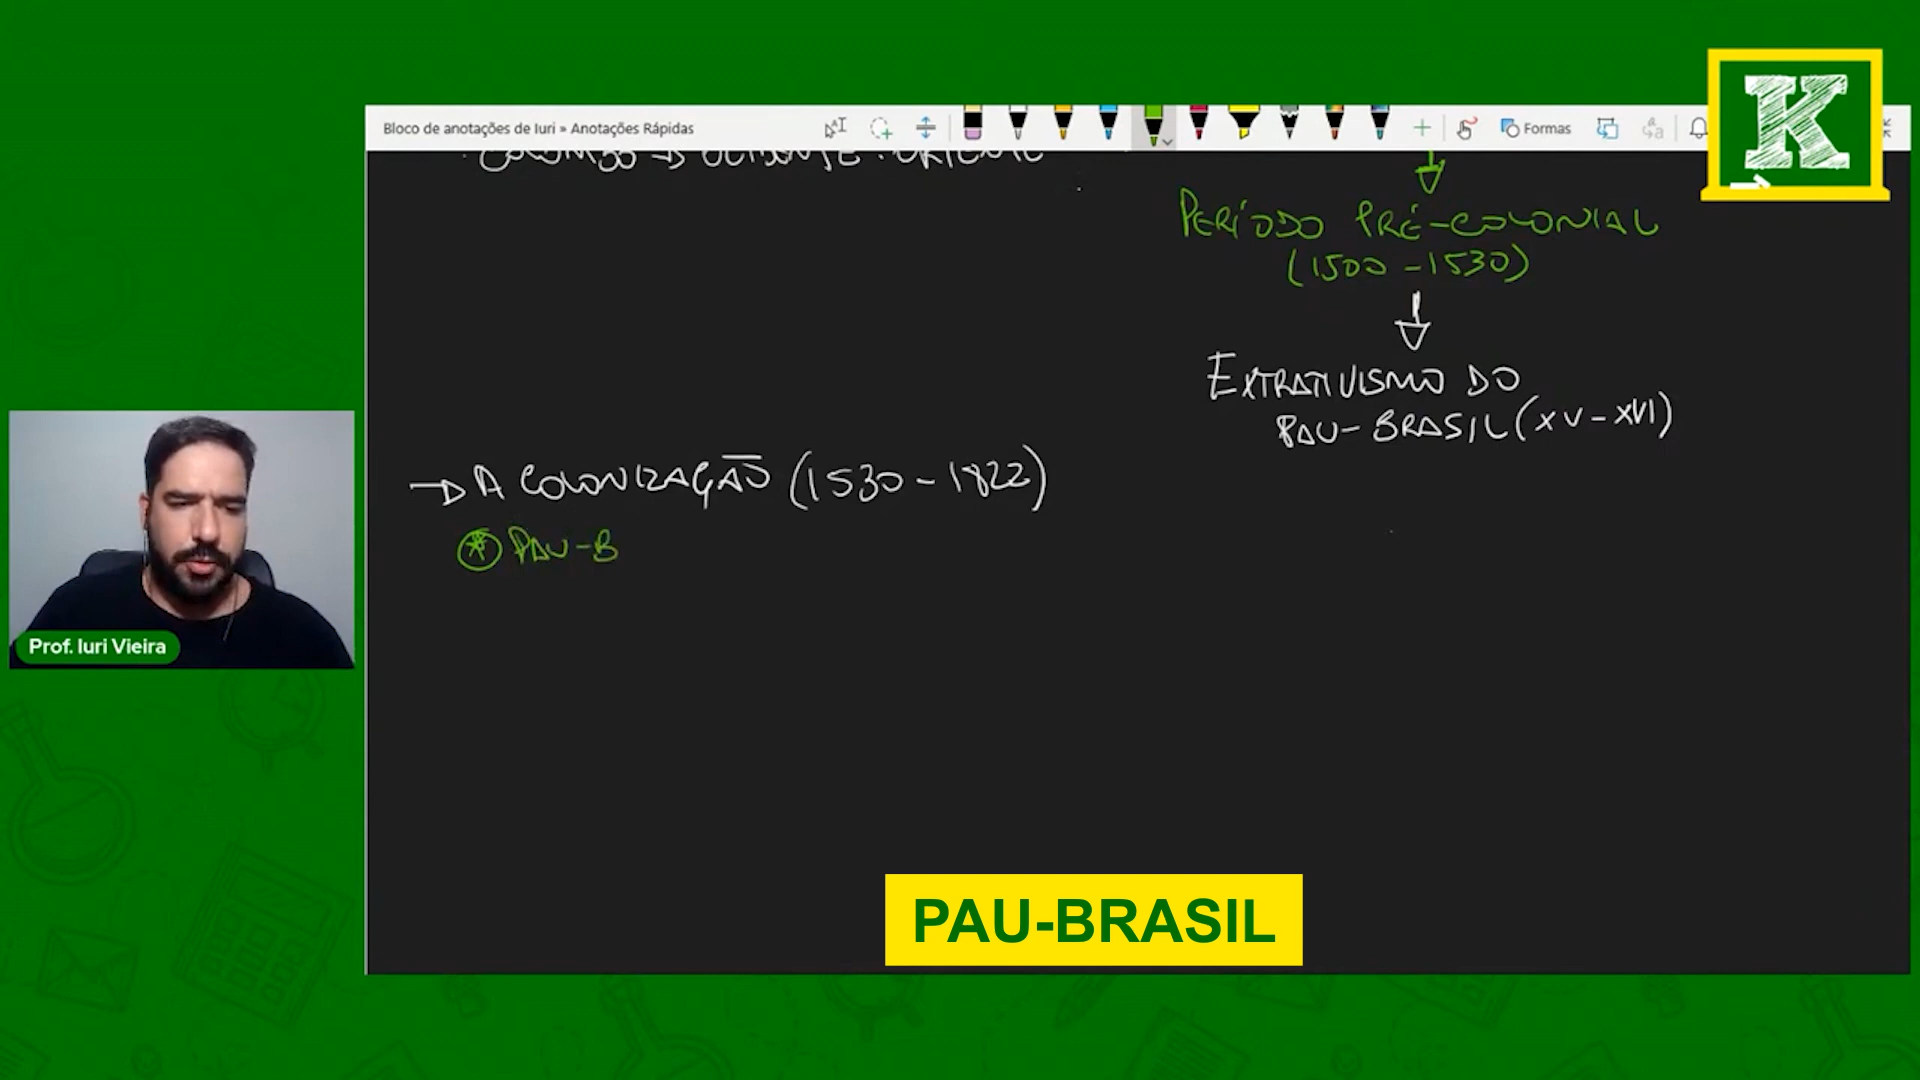 Bloco de anotações de Iuri » Anotações Rápidas
Formas
K
PERÍODO PRÉ-COLONIAL
(1500 - 1530)
EXTRATIVISMO DO
PAU-BRASIL (XV - XVI)
→ A COLONIZAÇÃO (1530 - 1822)
* PAU-B
Prof. Iuri Vieira
PAU-BRASIL